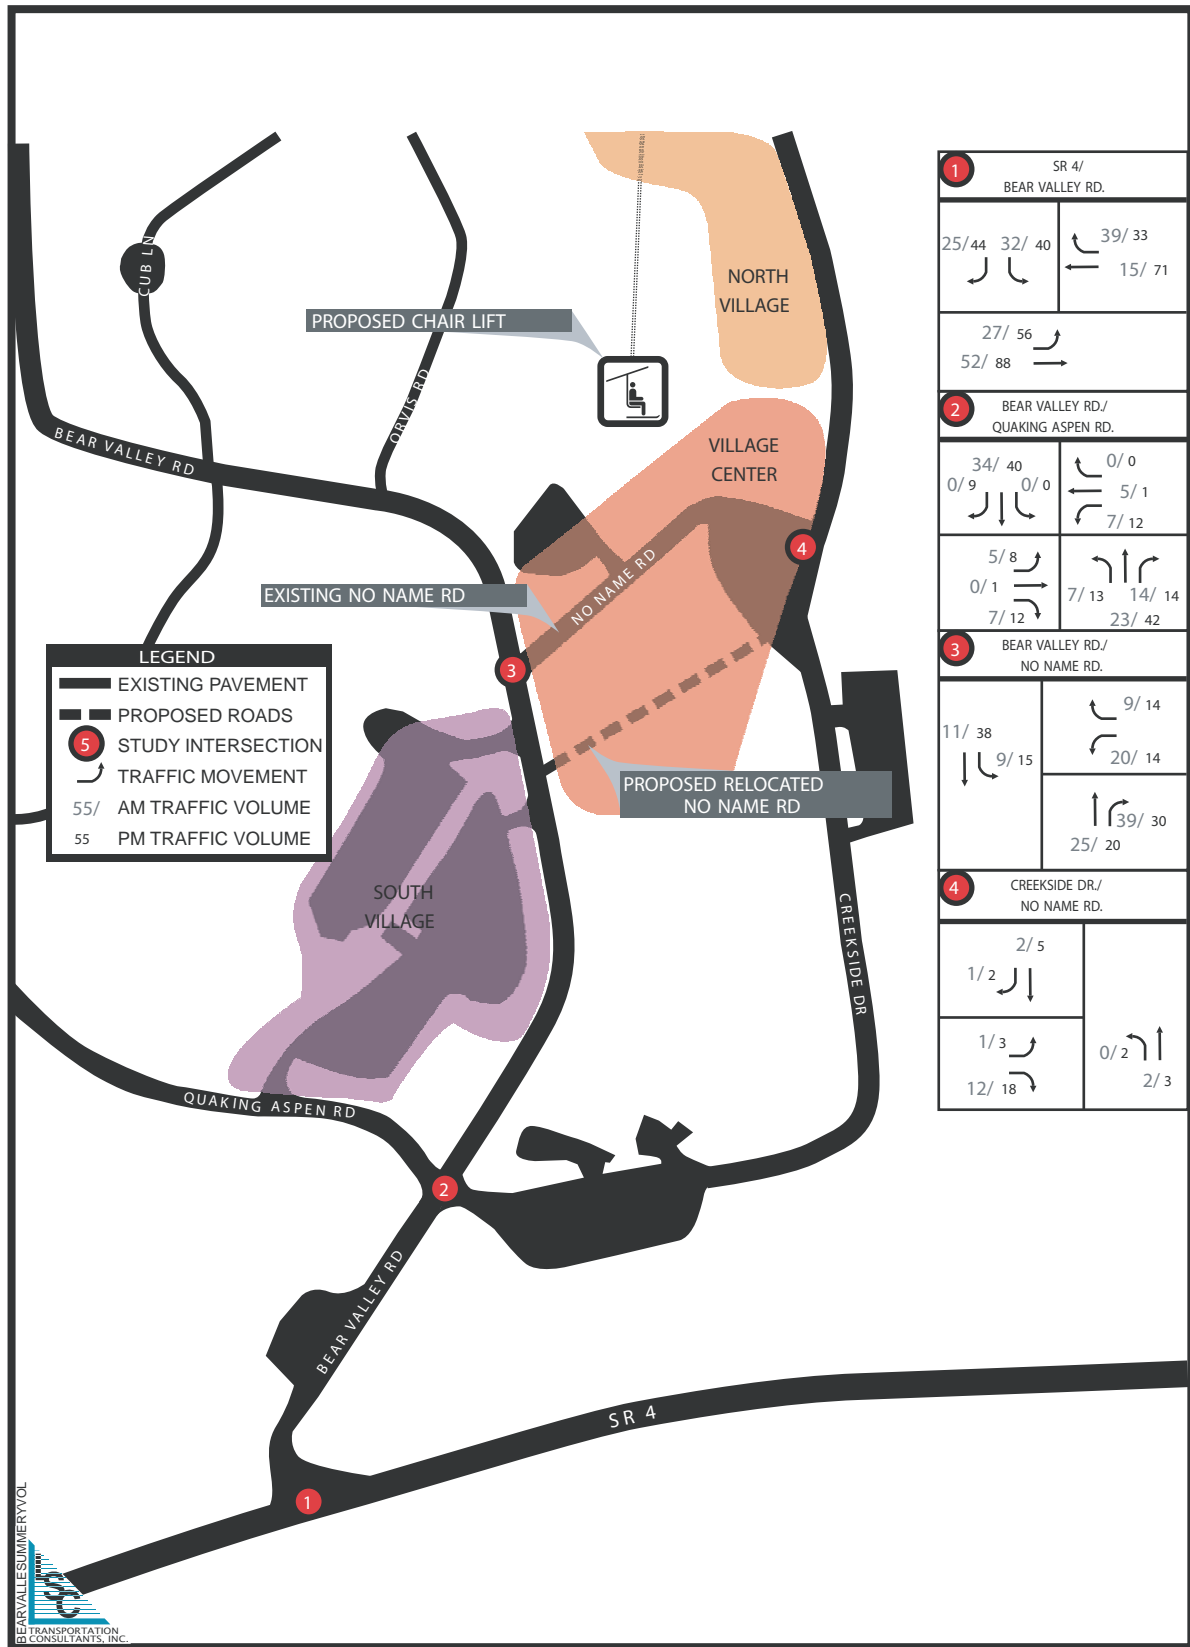 NORTH
VILLAGE
PROPOSED CHAIR LIFT
CUB LN
ORVIS RD
BEAR VALLEY RD
VILLAGE
CENTER
4
NO NAME RD
EXISTING NO NAME RD
3
LEGEND
EXISTING PAVEMENT
PROPOSED ROADS
5 STUDY INTERSECTION
TRAFFIC MOVEMENT
55/ AM TRAFFIC VOLUME
55 PM TRAFFIC VOLUME
PROPOSED RELOCATED
NO NAME RD
SOUTH
VILLAGE
CREEKSIDE DR
QUAKING ASPEN RD
2
BEAR VALLEY RD
SR 4
1
BEARVALLESUMMERYVOL
LSC
TRANSPORTATION
CONSULTANTS, INC.
1 SR 4/
BEAR VALLEY RD.
25/ 44 32/ 40
39/ 33
15/ 71
27/ 56
52/ 88
2 BEAR VALLEY RD./
QUAKING ASPEN RD.
34/ 40
0/ 9 0/ 0
0/ 0
5/ 1
7/ 12
5/ 8
0/ 1
7/ 12
7/ 13 14/ 14
23/ 42
3 BEAR VALLEY RD./
NO NAME RD.
11/ 38
9/ 15
9/ 14
20/ 14
39/ 30
25/ 20
4 CREEKSIDE DR./
NO NAME RD.
2/ 5
1/ 2
1/ 3
12/ 18
0/ 2
2/ 3